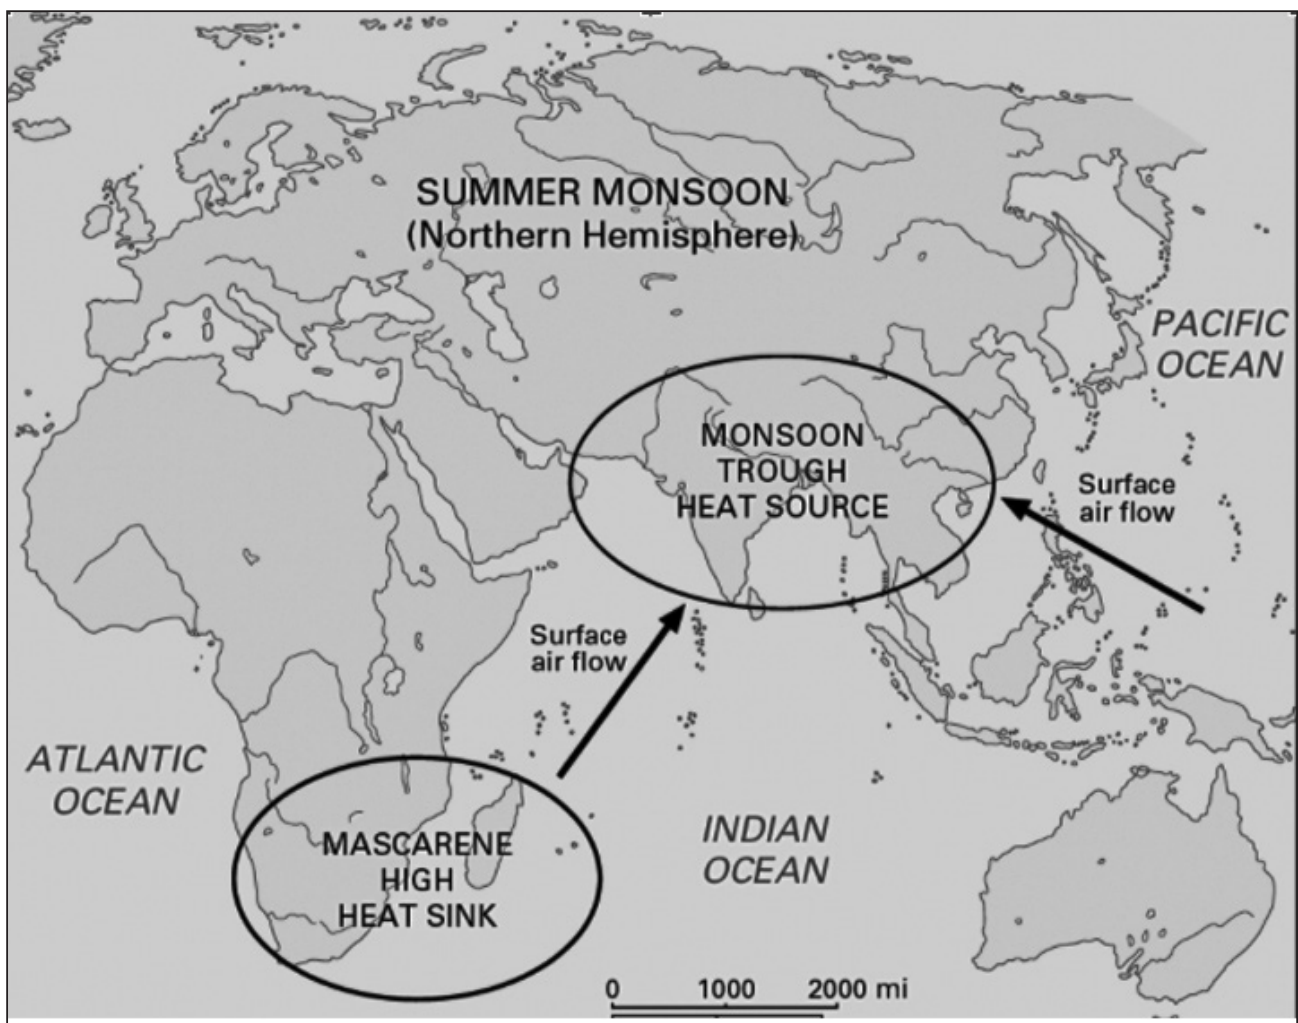 SUMMER MONSOON
(Northern Hemisphere)
PACIFIC
OCEAN
MONSOON
TROUGH
HEAT SOURCE
Surface
air flow
Surface
air flow
ATLANTIC
OCEAN
INDIAN
OCEAN
MASCARENE
HIGH
HEAT SINK
0 1000 2000 mi